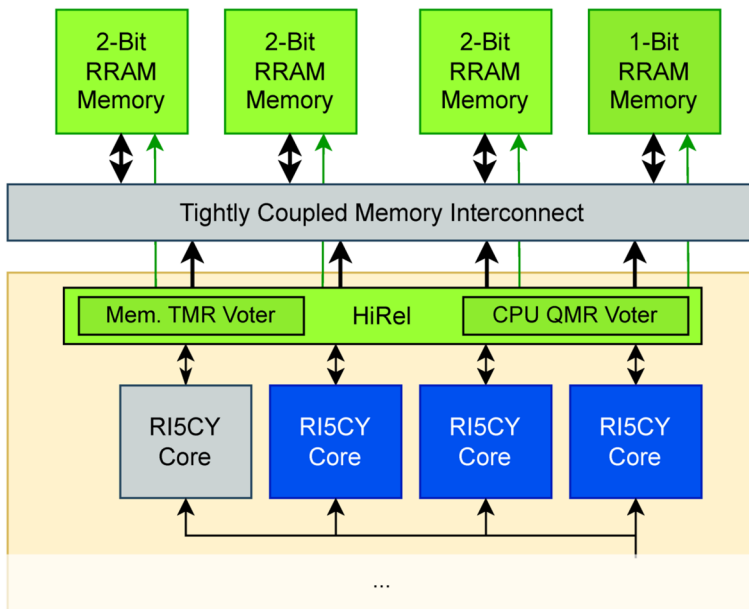 2-Bit
RRAM
Memory
2-Bit
RRAM
Memory
2-Bit
RRAM
Memory
1-Bit
RRAM
Memory
Tightly Coupled Memory Interconnect
Mem. TMR Voter
HiRel
CPU QMR Voter
RI5CY
Core
RI5CY
Core
RI5CY
Core
RI5CY
Core
...